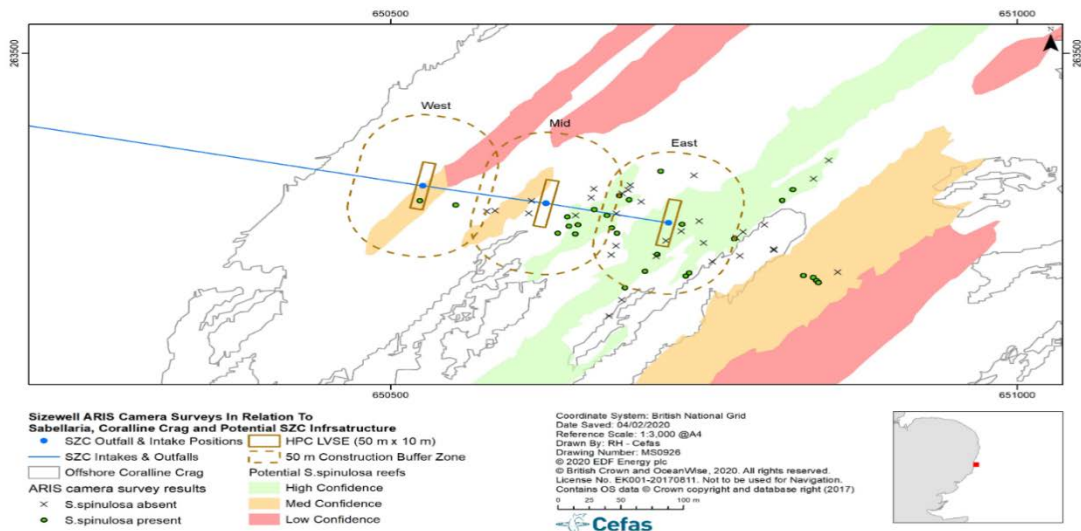 650500
651000
263500
263500
N
West
Mid
East
650500
651000
Sizewell ARIS Camera Surveys In Relation To
Sabellaria, Coralline Crag and Potential SZC Infrsatructure
SZC Outfall & Intake Positions
SZC Intakes & Outfalls
Offshore Coralline Crag
ARIS camera survey results
S.spinulosa absent
S.spinulosa present
HPC LVSE (50 m x 10 m)
50 m Construction Buffer Zone
Potential S.spinulosa reefs
High Confidence
Med Confidence
Low Confidence
Coordinate System: British National Grid
Date Saved: 04/02/2020
Reference Scale: 1:3,000 @A4
Drawn By: RH - Cefas
Drawing Number: MS0926
© 2020 EDF Energy plc
© British Crown and OceanWise, 2020. All rights reserved.
License No. EK001-20170811. Not to be used for Navigation.
Contains OS data © Crown copyright and database right (2017)
0 25 50 100 m
Cefas